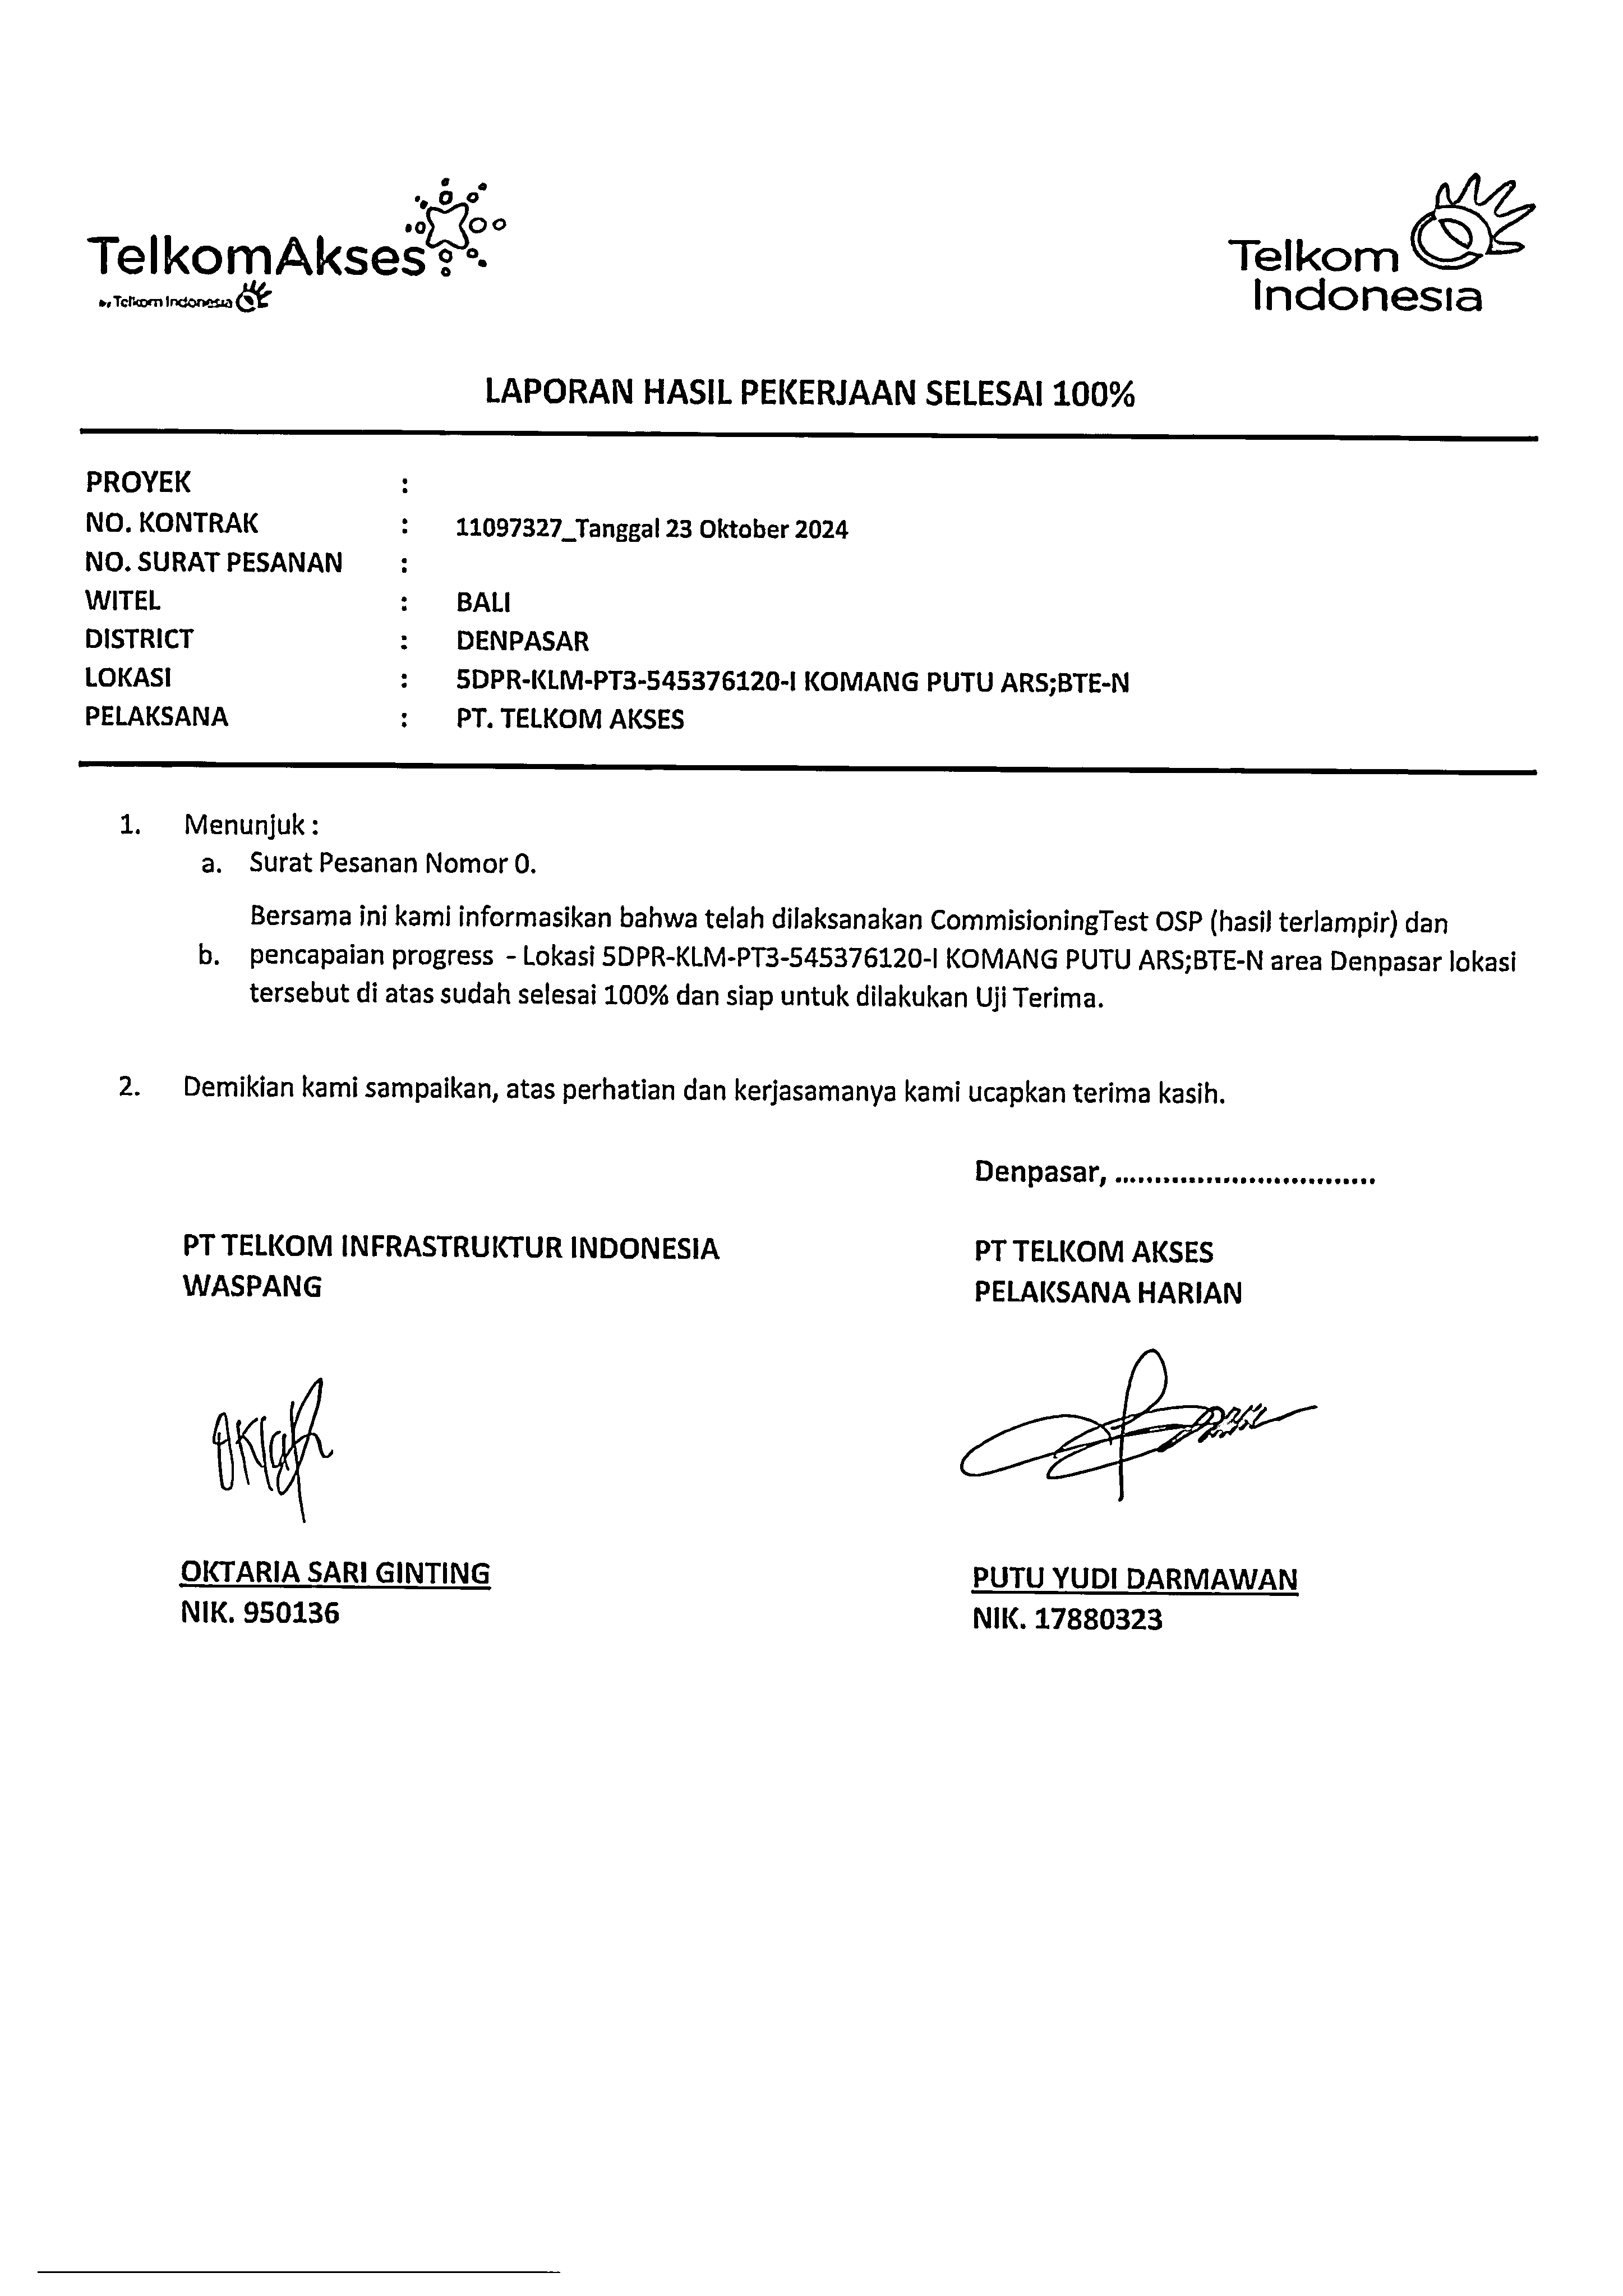 TelkomAkses
by Telkom Indonesia
Telkom
Indonesia
LAPORAN HASIL PEKERJAAN SELESAI 100%
PROYEK :
NO. KONTRAK : 11097327_Tanggal 23 Oktober 2024
NO. SURAT PESANAN :
WITEL : BALI
DISTRICT : DENPASAR
LOKASI : 5DPR-KLM-PT3-545376120-I KOMANG PUTU ARS;BTE-N
PELAKSANA : PT. TELKOM AKSES
1. Menunjuk :
a. Surat Pesanan Nomor 0.
Bersama ini kami informasikan bahwa telah dilaksanakan CommisioningTest OSP (hasil terlampir) dan
b. pencapaian progress - Lokasi 5DPR-KLM-PT3-545376120-I KOMANG PUTU ARS;BTE-N area Denpasar lokasi
tersebut di atas sudah selesai 100% dan siap untuk dilakukan Uji Terima.
2. Demikian kami sampaikan, atas perhatian dan kerjasamanya kami ucapkan terima kasih.
Denpasar, ................................
PT TELKOM INFRASTRUKTUR INDONESIA
WASPANG
PT TELKOM AKSES
PELAKSANA HARIAN
OKTARIA SARI GINTING
NIK. 950136
PUTU YUDI DARMAWAN
NIK. 17880323